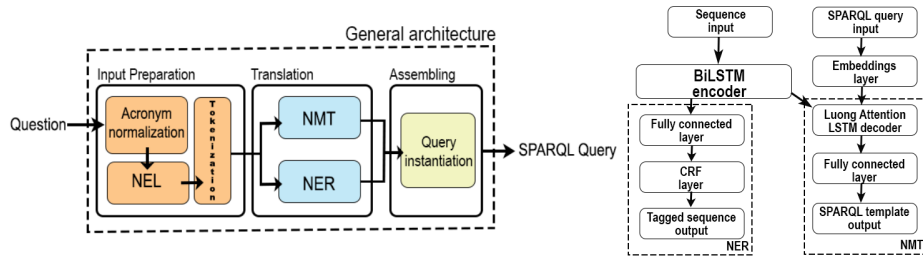 General architecture
Input Preparation
Translation
Assembling
Question
Acronym
normalization
NEL
Tokenization
NMT
NER
Query
instantiation
SPARQL Query
Sequence
input
SPARQL query
input
BiLSTM
encoder
Embeddings
layer
Fully connected
layer
CRF
layer
Tagged sequence
output
NER
Luong Attention
LSTM decoder
Fully connected
layer
SPARQL template
output
NMT